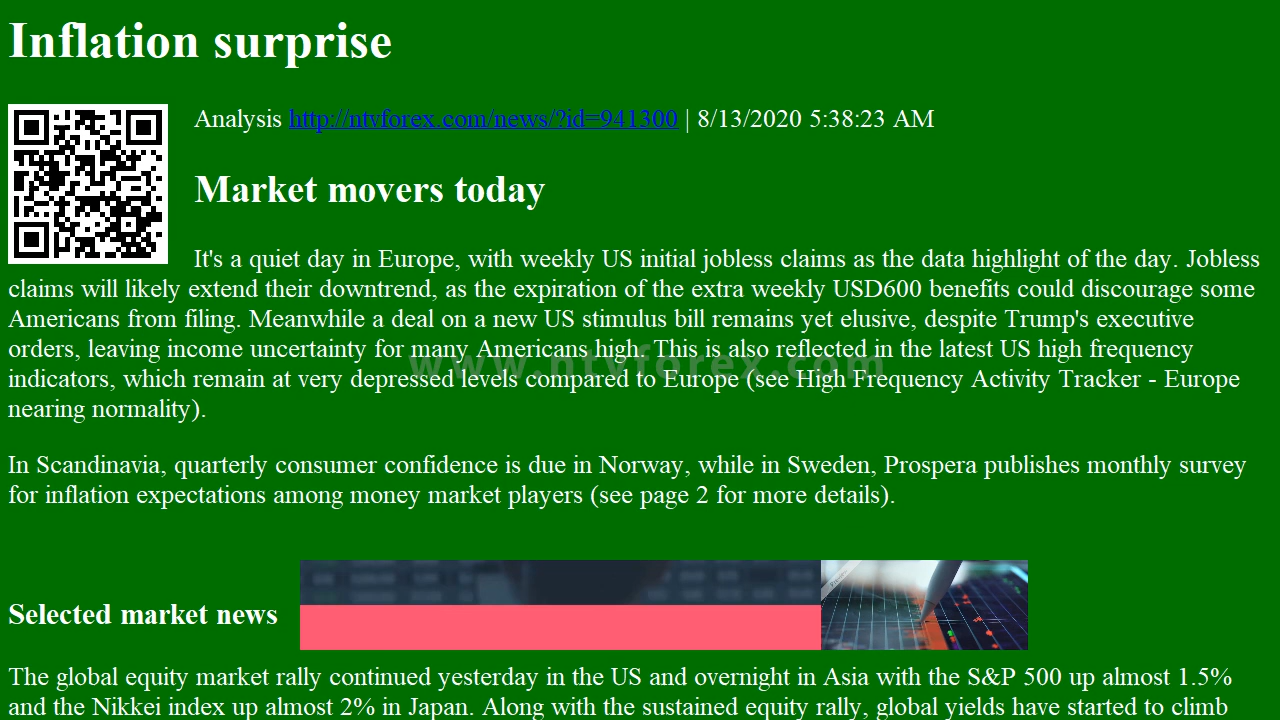 Inflation surprise
Analysis http://ntvforex.com/news/?id=941300 | 8/13/2020 5:38:23 AM
Market movers today
It's a quiet day in Europe, with weekly US initial jobless claims as the data highlight of the day. Jobless
claims will likely extend their downtrend, as the expiration of the extra weekly USD600 benefits could discourage some
Americans from filing. Meanwhile a deal on a new US stimulus bill remains yet elusive, despite Trump's executive
orders, leaving income uncertainty for many Americans high. This is also reflected in the latest US high frequency
www.ntvforex.com
indicators, which remain at very depressed levels compared to Europe (see High Frequency Activity Tracker - Europe
nearing normality).
In Scandinavia, quarterly consumer confidence is due in Norway, while in Sweden, Prospera publishes monthly survey
for inflation expectations among money market players (see page 2 for more details).
Selected market news
The global equity market rally continued yesterday in the US and overnight in Asia with the S&P 500 up almost 1.5%
and the Nikkei index up almost 2% in Japan. Along with the sustained equity rally, global yields have started to climb